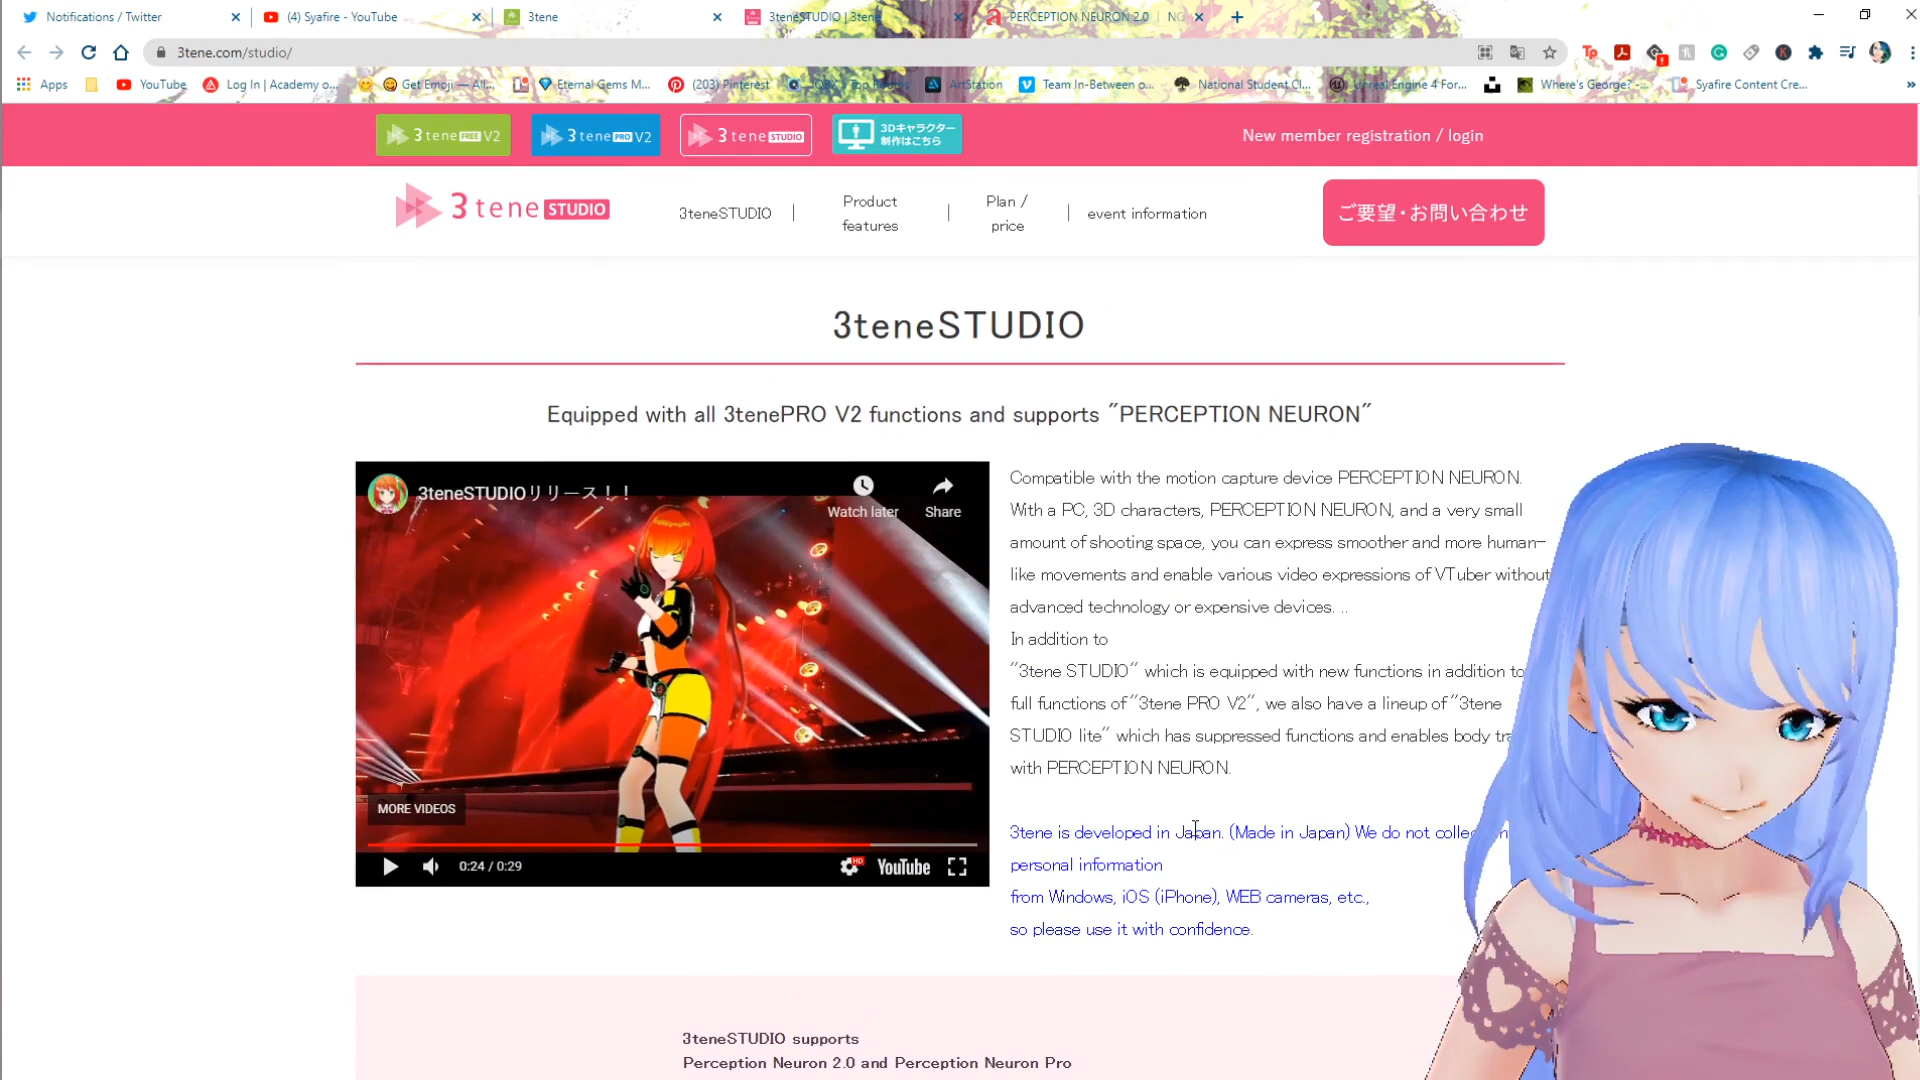 Notifications / Twitter
(4) Syafire - YouTube
3tene
3teneSTUDIO | 3tene
PERCEPTION NEURON 2.0 | NO
3tene.com/studio/
Apps
YouTube
Log In | Academy o...
Get Emoji — All...
Eternal Gems M...
(203) Pinterest
ArtStation
Team In-Between o...
National Student Cl...
Unreal Engine 4 For...
Where's George? -...
Syafire Content Cre...
3tene FREE V2
3tene PRO V2
3tene STUDIO
3Dキャラクター
制作はこちら
New member registration / login
3tene STUDIO
3teneSTUDIO
Product
features
Plan /
price
event information
ご要望・お問い合わせ
3teneSTUDIO
Equipped with all 3tenePRO V2 functions and supports "PERCEPTION NEURON"
3teneSTUDIOリリース！！
Watch later
Share
MORE VIDEOS
0:24 / 0:29
HD
YouTube
Compatible with the motion capture device PERCEPTION NEURON.
With a PC, 3D characters, PERCEPTION NEURON, and a very small
amount of shooting space, you can express smoother and more human-
like movements and enable various video expressions of VTuber without
advanced technology or expensive devices. ..
In addition to
"3tene STUDIO" which is equipped with new functions in addition to
full functions of "3tene PRO V2", we also have a lineup of "3tene
STUDIO lite" which has suppressed functions and enables body tra
with PERCEPTION NEURON.
3tene is developed in Japan. (Made in Japan) We do not collec
personal information
from Windows, iOS (iPhone), WEB cameras, etc.,
so please use it with confidence.
3teneSTUDIO supports
Perception Neuron 2.0 and Perception Neuron Pro